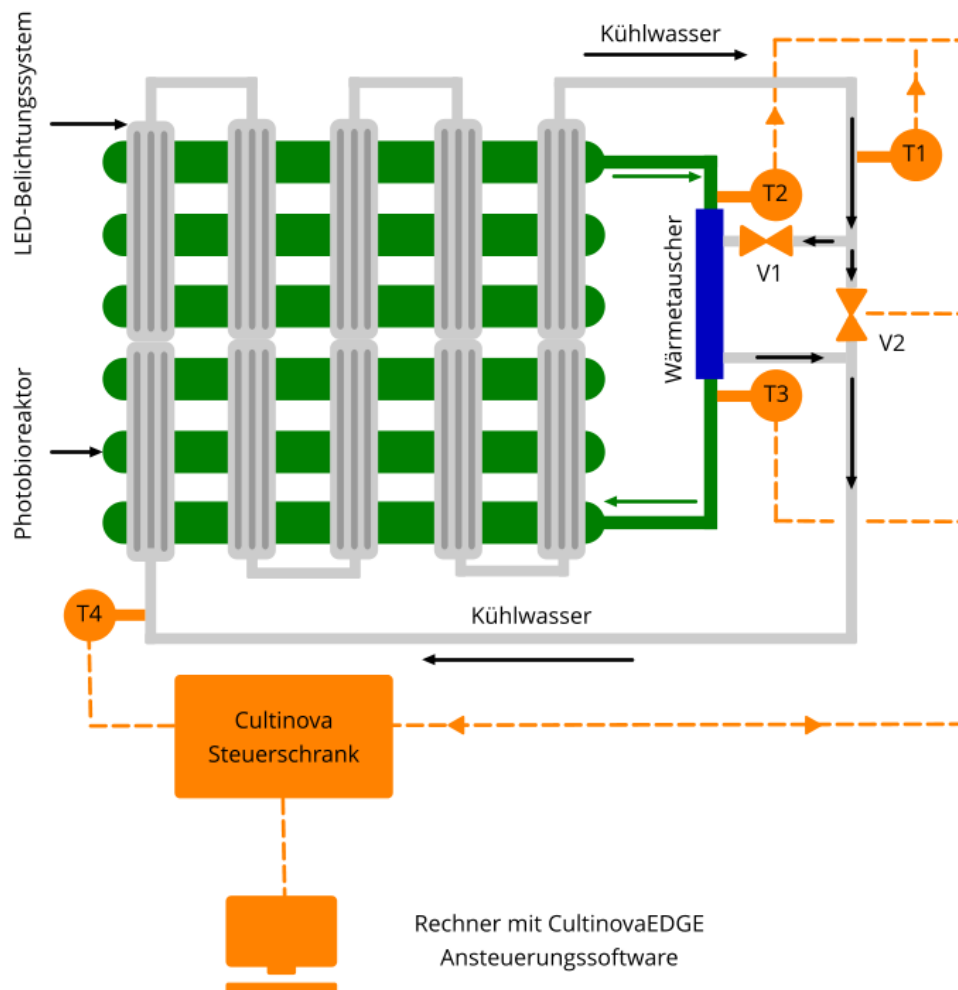 Kühlwasser
LED-Belichtungssystem
T1
T2
V1
V2
Wärmetauscher
T3
Photobioreaktor
T4
Kühlwasser
Cultinova
Steuerschrank
Rechner mit CultinovaEDGE
Ansteuerungssoftware